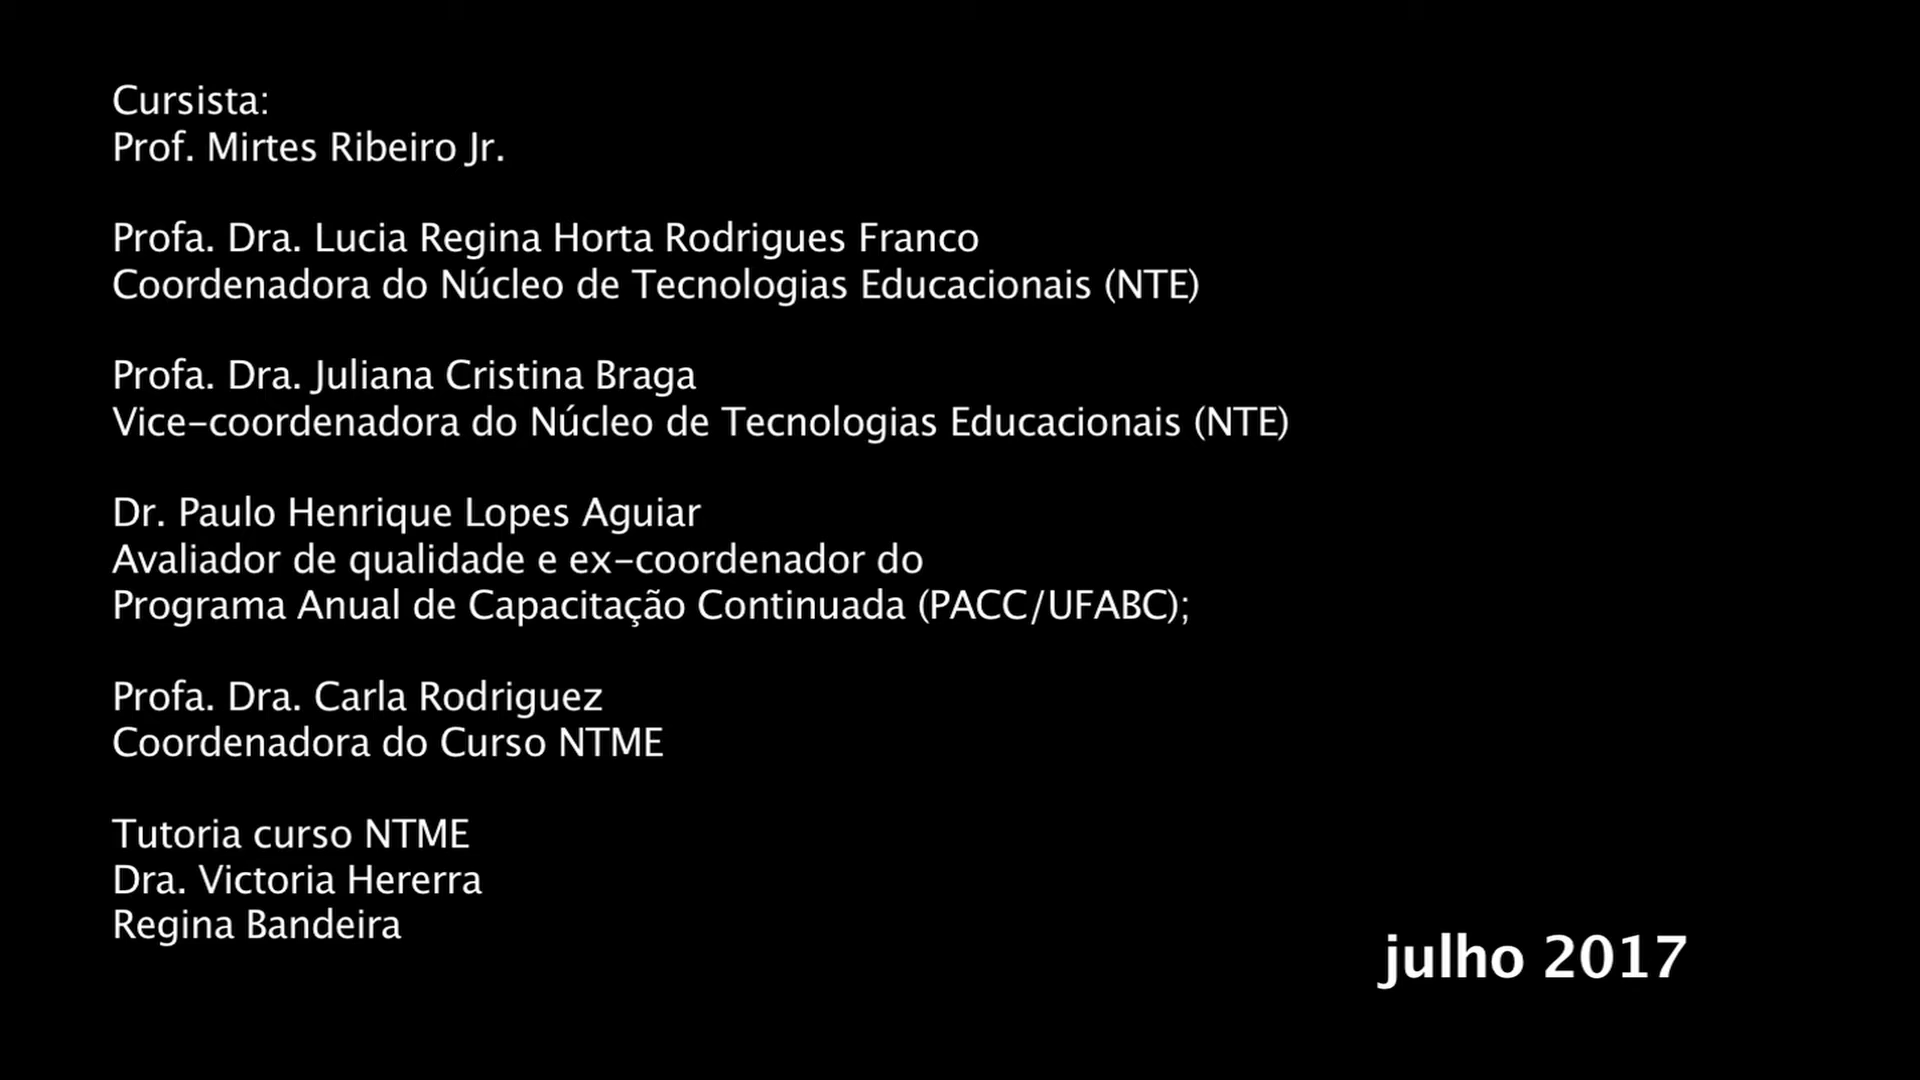 Cursista:
Prof. Mirtes Ribeiro Jr.
Profa. Dra. Lucia Regina Horta Rodrigues Franco
Coordenadora do Núcleo de Tecnologias Educacionais (NTE)
Profa. Dra. Juliana Cristina Braga
Vice-coordenadora do Núcleo de Tecnologias Educacionais (NTE)
Dr. Paulo Henrique Lopes Aguiar
Avaliador de qualidade e ex-coordenador do
Programa Anual de Capacitação Continuada (PACC/UFABC);
Profa. Dra. Carla Rodriguez
Coordenadora do Curso NTME
Tutoria curso NTME
Dra. Victoria Hererra
Regina Bandeira
julho 2017